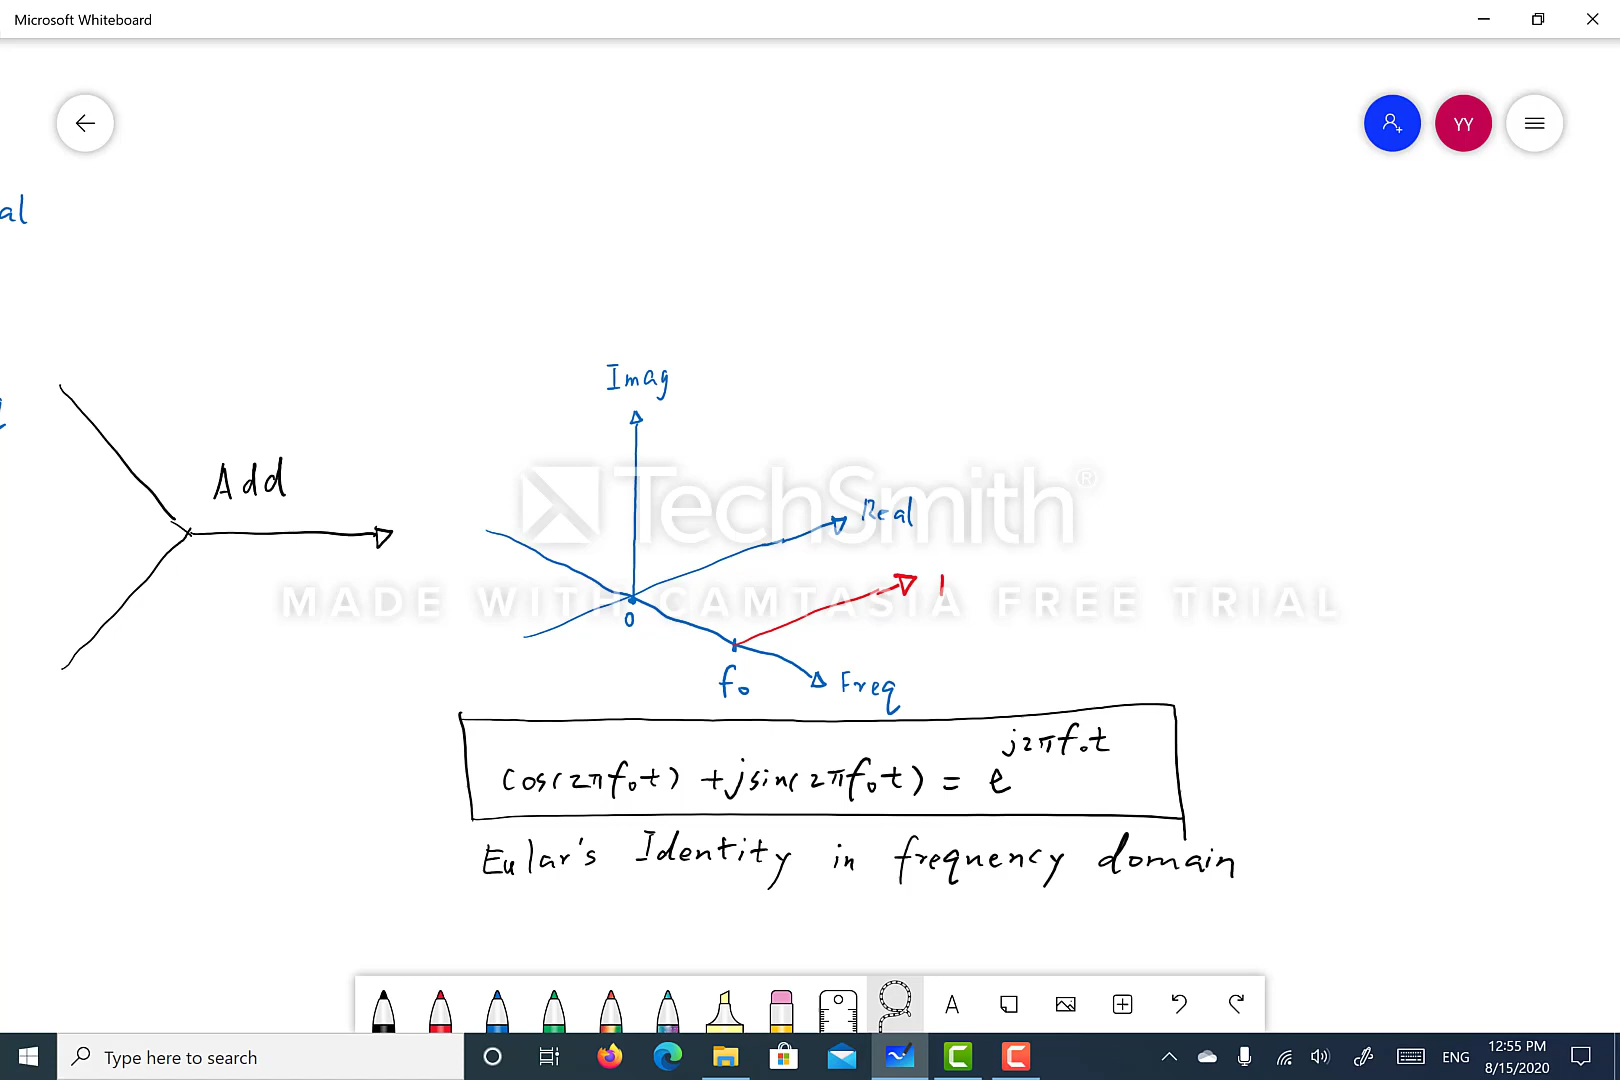 Microsoft Whiteboard
YY
al
Imag
Add
TechSmith®
Real
MADE WITH CAMTASIA FREE TRIAL
1
0
f₀
Freq
cos(2πf₀t) + jsin(2πf₀t) = e^{j2πf₀t}
Eular's Identity in frequency domain
A
Type here to search
ENG
12:55 PM
8/15/2020